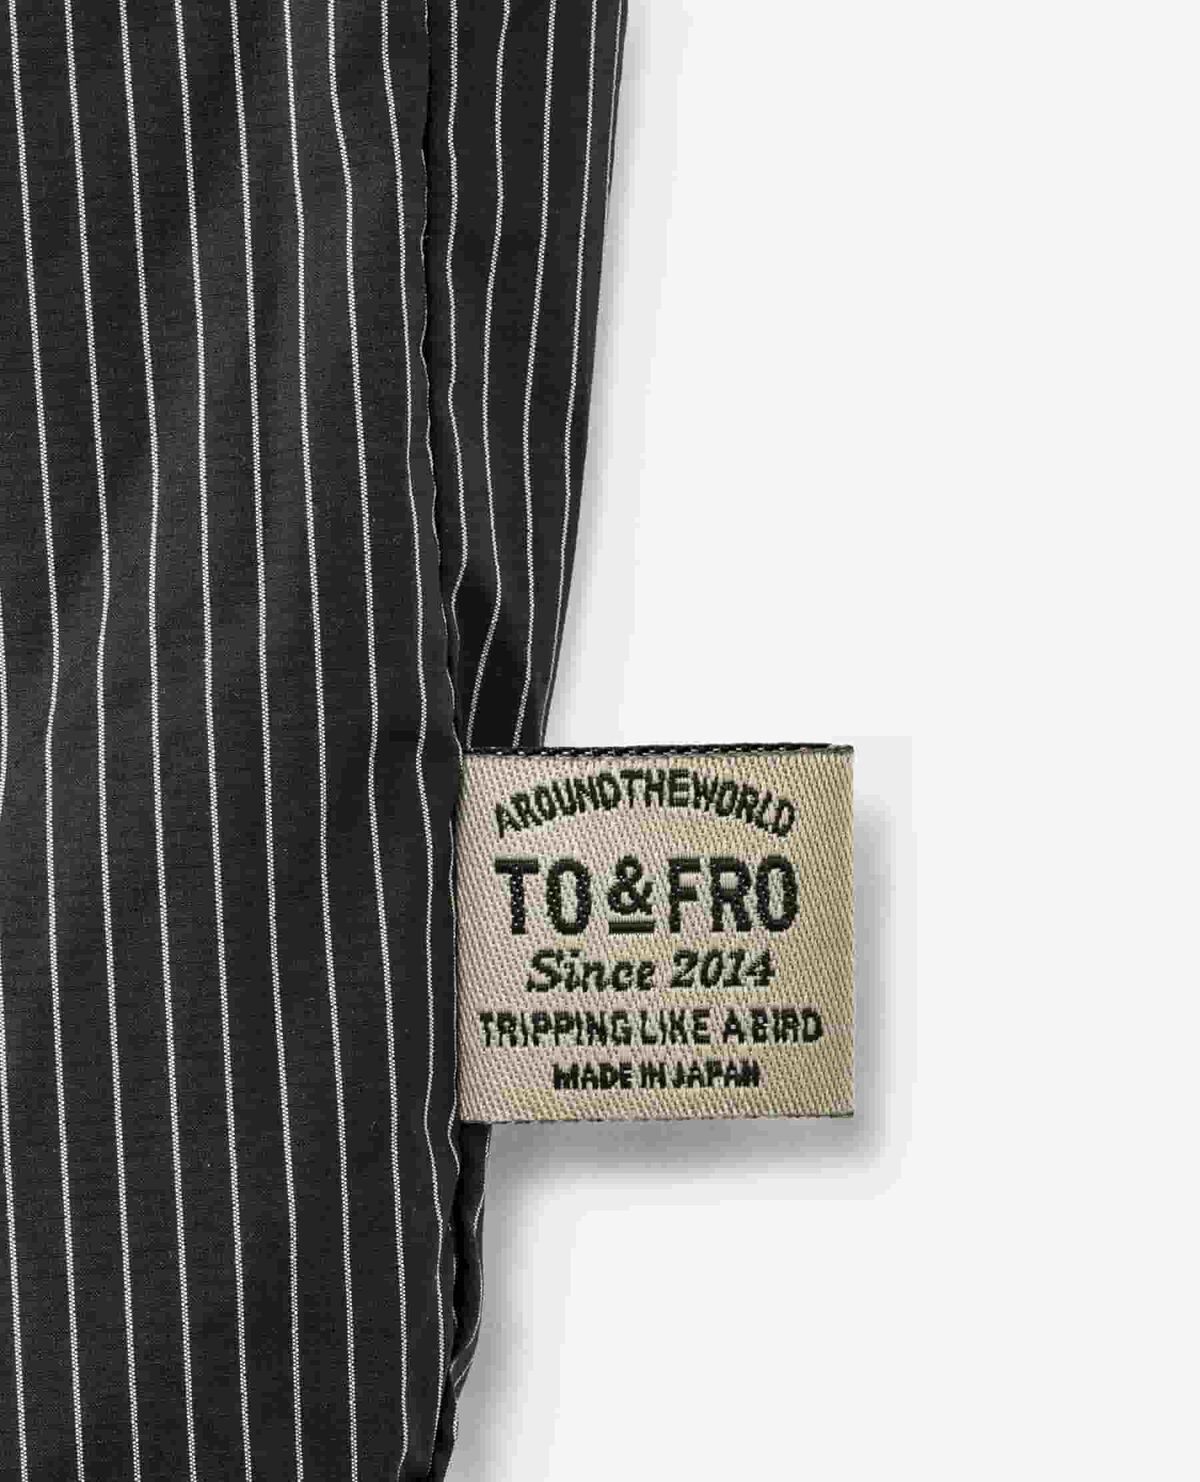 AROUNDTHEWORLD
TO & FRO
Since 2014
TRIPPING LIKE A BIRD
MADE IN JAPAN